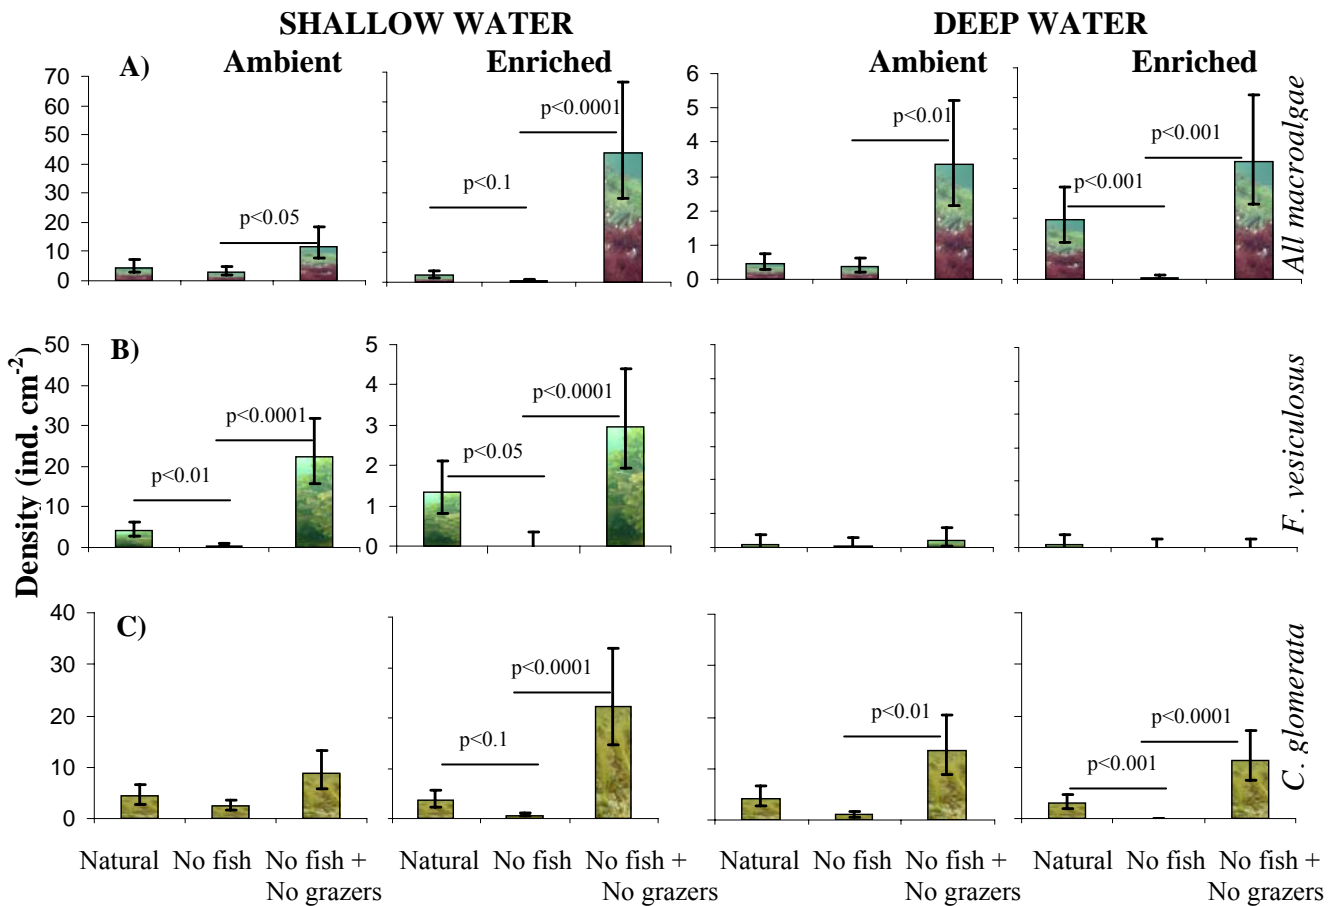 SHALLOW WATER DEEP WATER
A) Ambient Enriched Ambient Enriched
70
60
50
40
30
20
10
0
p<0.05
p<0.1
p<0.0001
6
5
4
3
2
1
0
p<0.01
p<0.001
p<0.001
All macroalgae
Density (ind. cm-2)
B)
50
40
30
20
10
0
p<0.01
p<0.0001
5
4
3
2
1
0
p<0.05
p<0.0001
F. vesiculosus
C)
40
30
20
10
0
p<0.1
p<0.0001
p<0.01
p<0.001
p<0.0001
C. glomerata
Natural No fish No fish + Natural No fish No fish + Natural No fish No fish + Natural No fish No fish +
No grazers No grazers No grazers No grazers